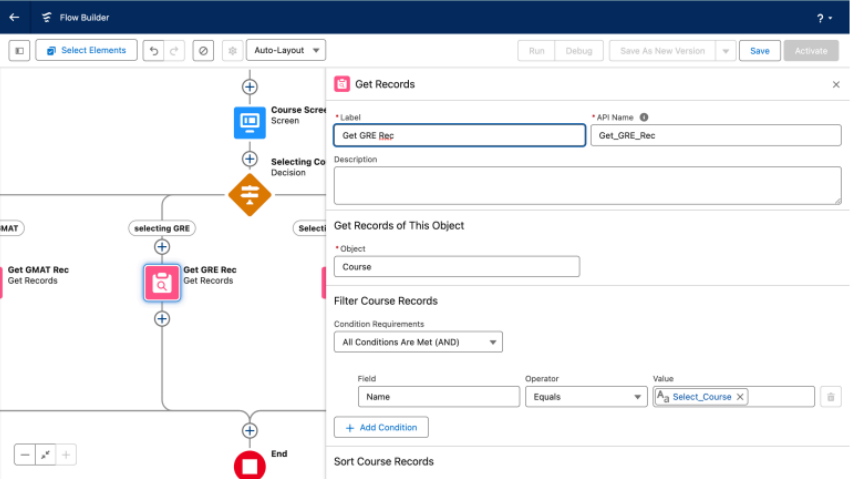 Flow Builder
?
Select Elements
Auto-Layout
Run
Debug
Save As New Version
Save
Activate
Course Scree
Screen
Selecting Co
Decision
MAT
selecting GRE
Selecti
Get GMAT Rec
Get Records
Get GRE Rec
Get Records
End
Get Records
* Label
Get GRE Rec
* API Name
Get_GRE_Rec
Description
Get Records of This Object
* Object
Course
Filter Course Records
Condition Requirements
All Conditions Are Met (AND)
Field
Operator
Value
Name
Equals
Aa Select_Course
+ Add Condition
Sort Course Records